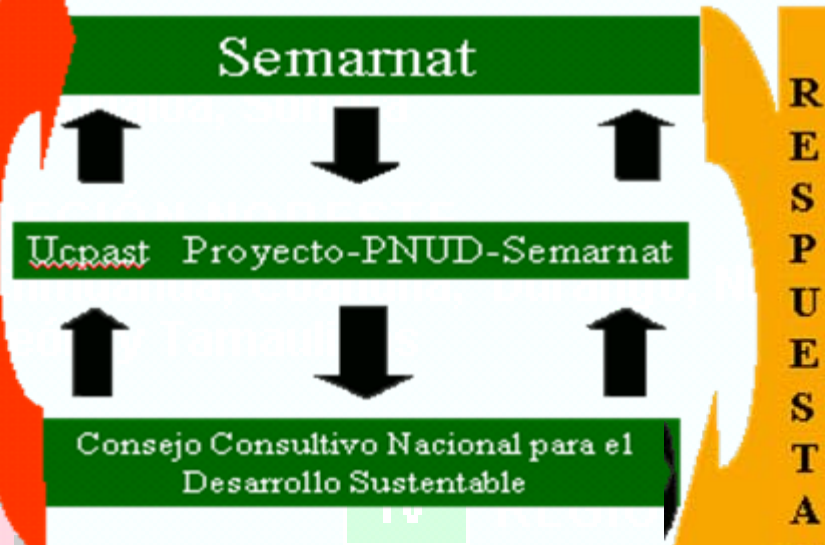 Semarnat
Ucpast Proyecto-PNUD-Semarnat
Consejo Consultivo Nacional para el
Desarrollo Sustentable
RESPUESTA